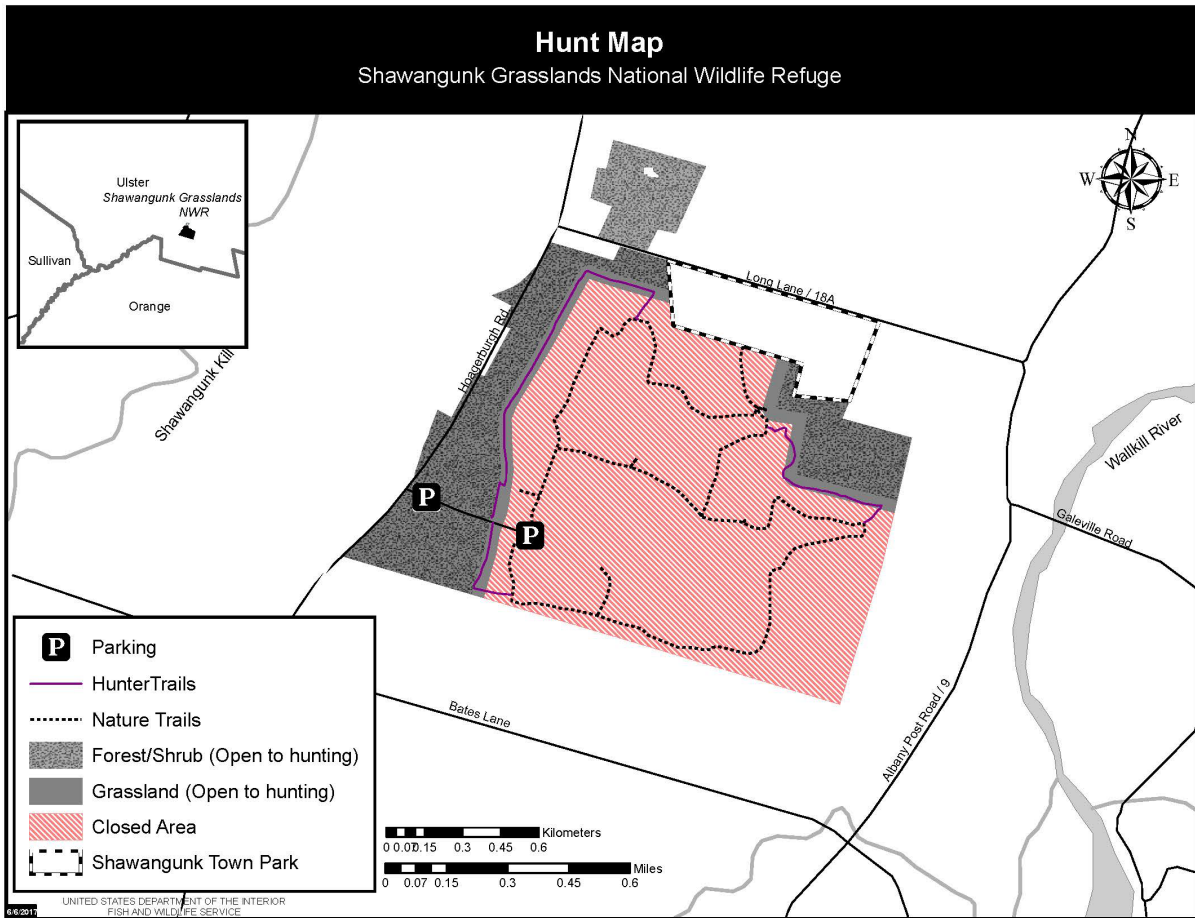 Hunt Map
Shawangunk Grasslands National Wildlife Refuge
Ulster
Shawangunk Grasslands
NWR
Sullivan
Orange
N
W
E
S
Shawangunk Kill
Hoagerburgh Rd.
Long Lane / 18A
Wallkill River
Galeville Road
P
P
Albany Post Road / 9
Bates Lane
P Parking
HunterTrails
Nature Trails
Forest/Shrub (Open to hunting)
Grassland (Open to hunting)
Closed Area
Shawangunk Town Park
Kilometers
0 0.07 0.15 0.3 0.45 0.6
Miles
0 0.07 0.15 0.3 0.45 0.6
UNITED STATES DEPARTMENT OF THE INTERIOR
FISH AND WILDLIFE SERVICE
6/6/2017